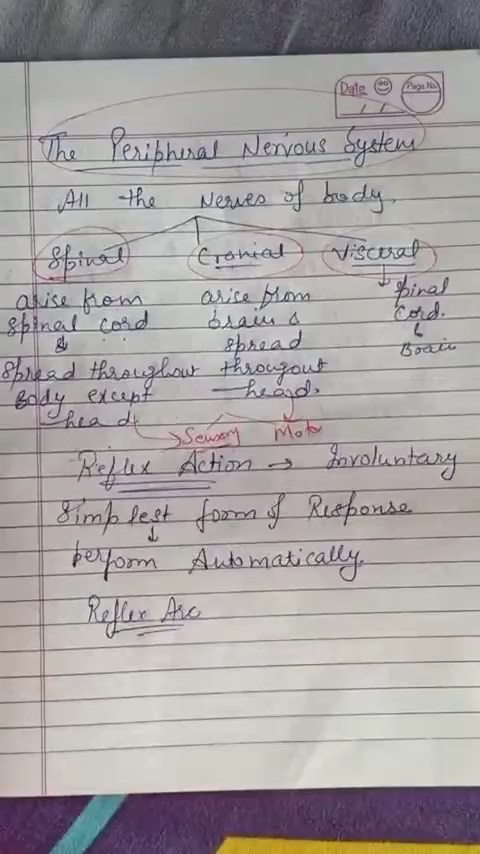 Date Page No.
The Peripheral Nervous System
All the Nerves of body.
Spinal Cranial Visceral
arise from arise from spinal
spinal cord brain & cord.
spread Brain
spread throughout througout
Body except head.
head
Sensory Motor
Reflex Action → Involuntary
Simplest form of Response
perform Automatically.
Reflex Arc